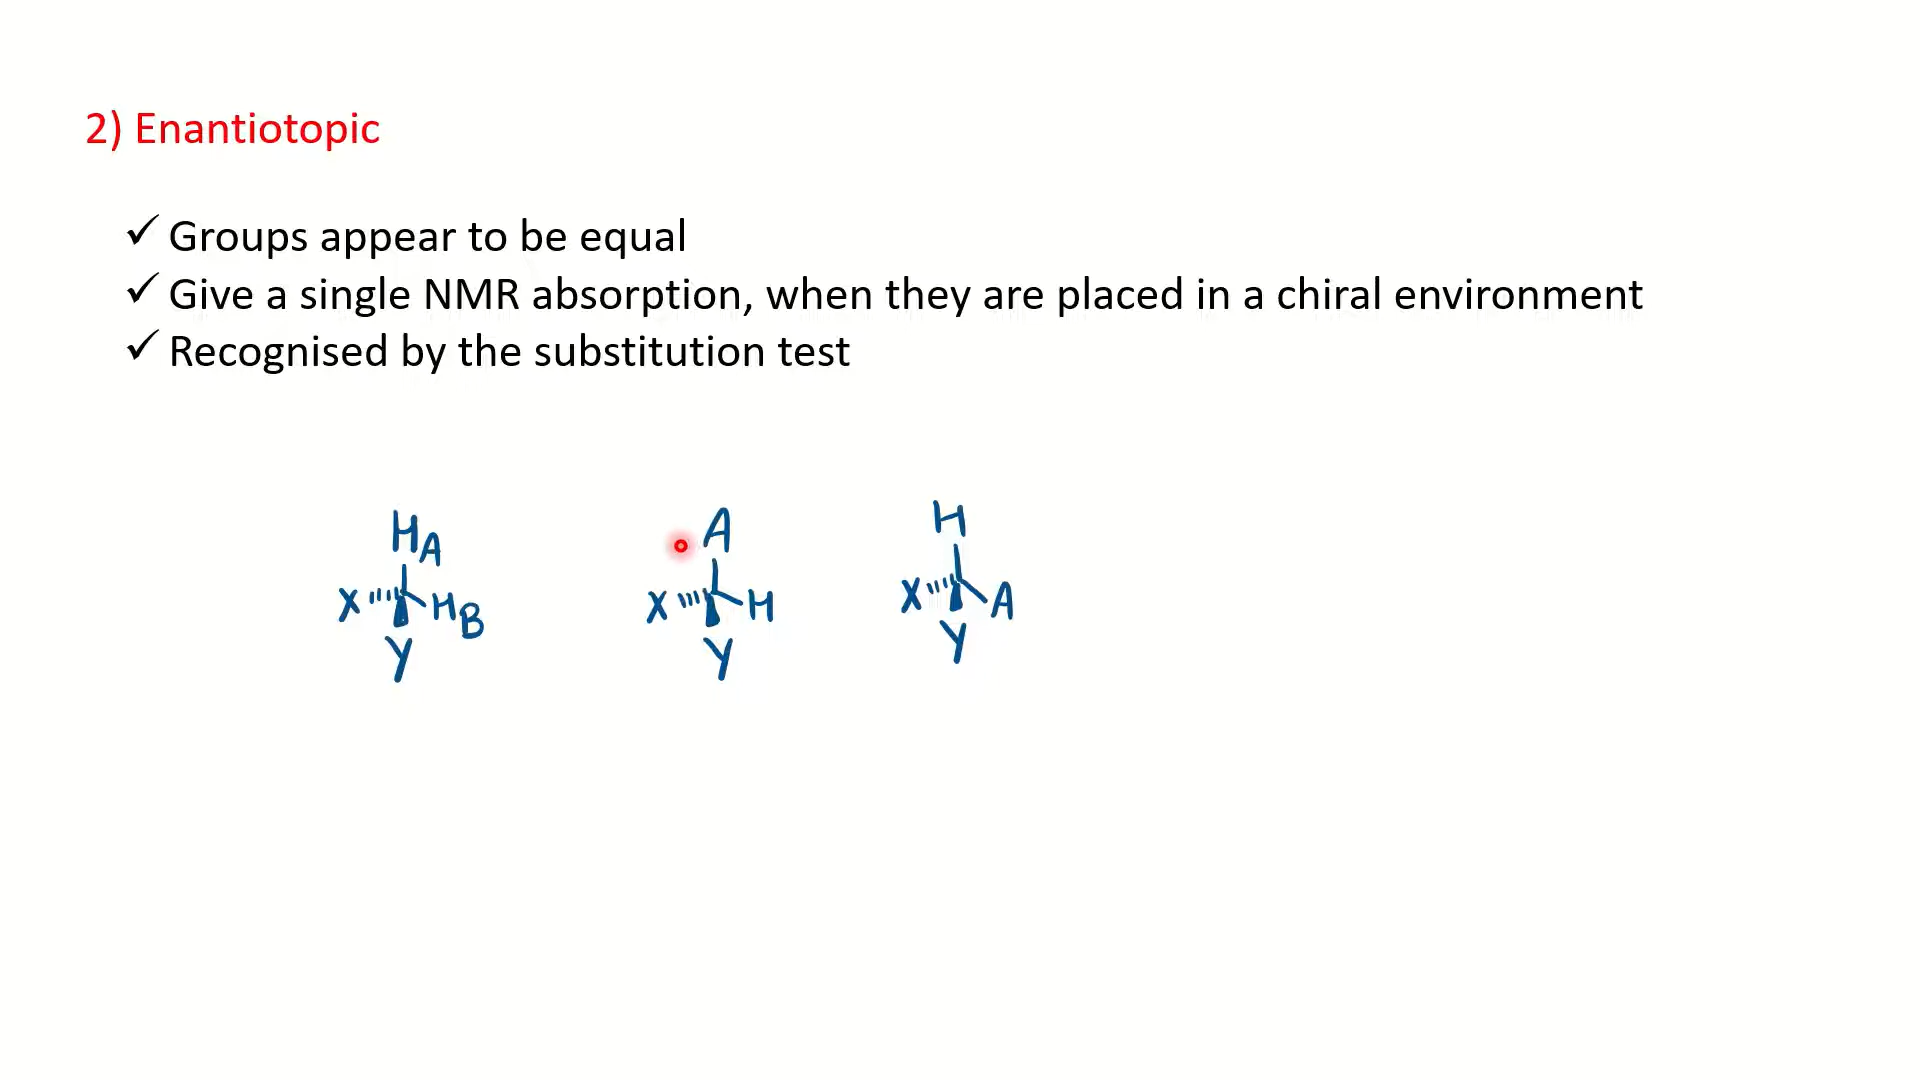 2) Enantiotopic
✓ Groups appear to be equal
✓ Give a single NMR absorption, when they are placed in a chiral environment
✓ Recognised by the substitution test
HA
X HB
Y
A
X H
Y
H
X A
Y